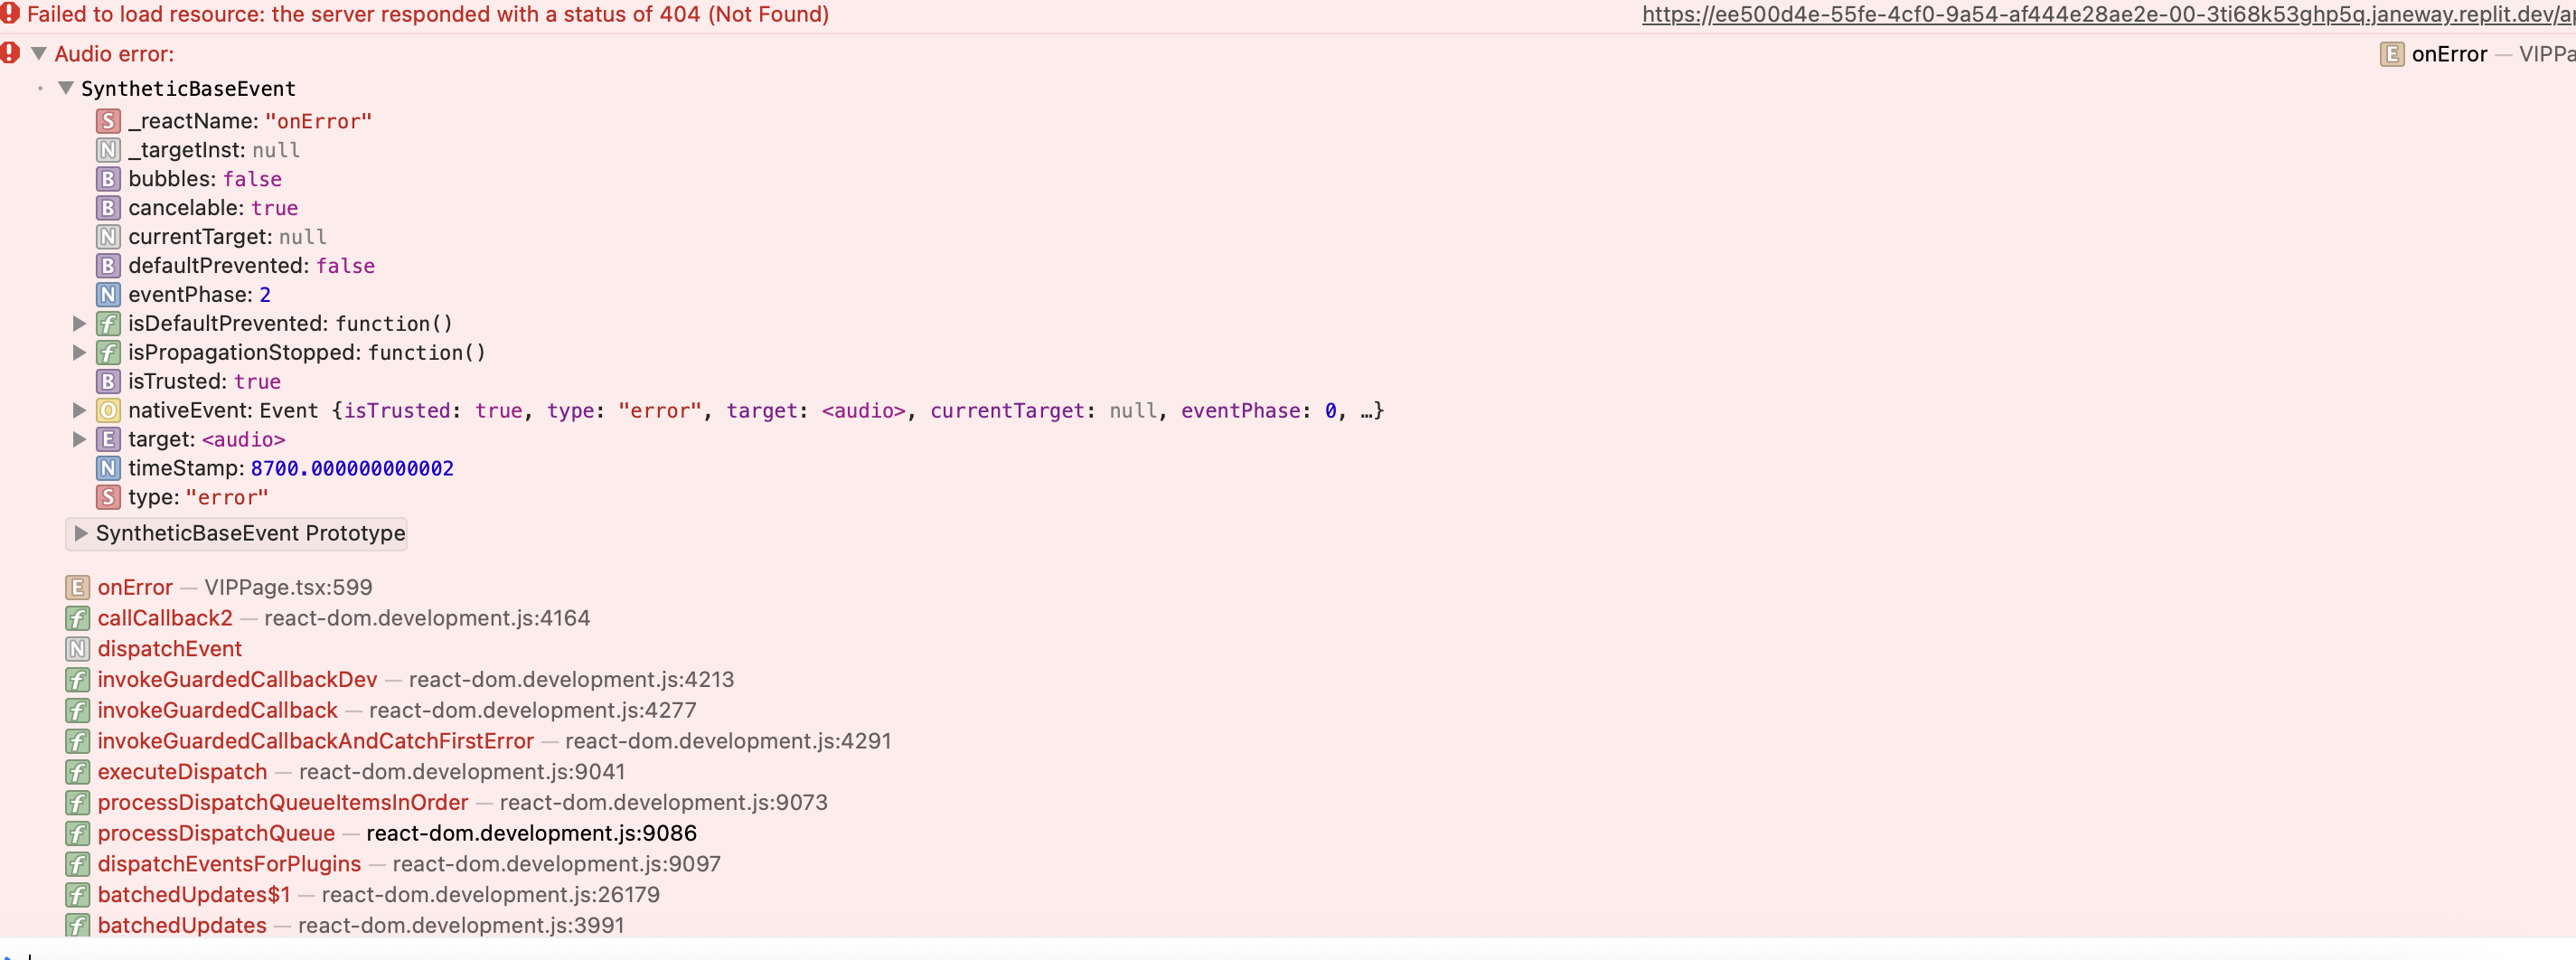 Failed to load resource: the server responded with a status of 404 (Not Found) https://ee500d4e-55fe-4cf0-9a54-af444e28ae2e-00-3ti68k53ghp5q.janeway.replit.dev/a
Audio error: E onError — VIPPa
SyntheticBaseEvent
S _reactName: "onError"
N _targetInst: null
B bubbles: false
B cancelable: true
N currentTarget: null
B defaultPrevented: false
N eventPhase: 2
f isDefaultPrevented: function()
f isPropagationStopped: function()
B isTrusted: true
O nativeEvent: Event {isTrusted: true, type: "error", target: <audio>, currentTarget: null, eventPhase: 0, …}
E target: <audio>
N timeStamp: 8700.000000000002
S type: "error"
SyntheticBaseEvent Prototype
E onError — VIPPage.tsx:599
f callCallback2 — react-dom.development.js:4164
N dispatchEvent
f invokeGuardedCallbackDev — react-dom.development.js:4213
f invokeGuardedCallback — react-dom.development.js:4277
f invokeGuardedCallbackAndCatchFirstError — react-dom.development.js:4291
f executeDispatch — react-dom.development.js:9041
f processDispatchQueueItemsInOrder — react-dom.development.js:9073
f processDispatchQueue — react-dom.development.js:9086
f dispatchEventsForPlugins — react-dom.development.js:9097
f batchedUpdates$1 — react-dom.development.js:26179
f batchedUpdates — react-dom.development.js:3991